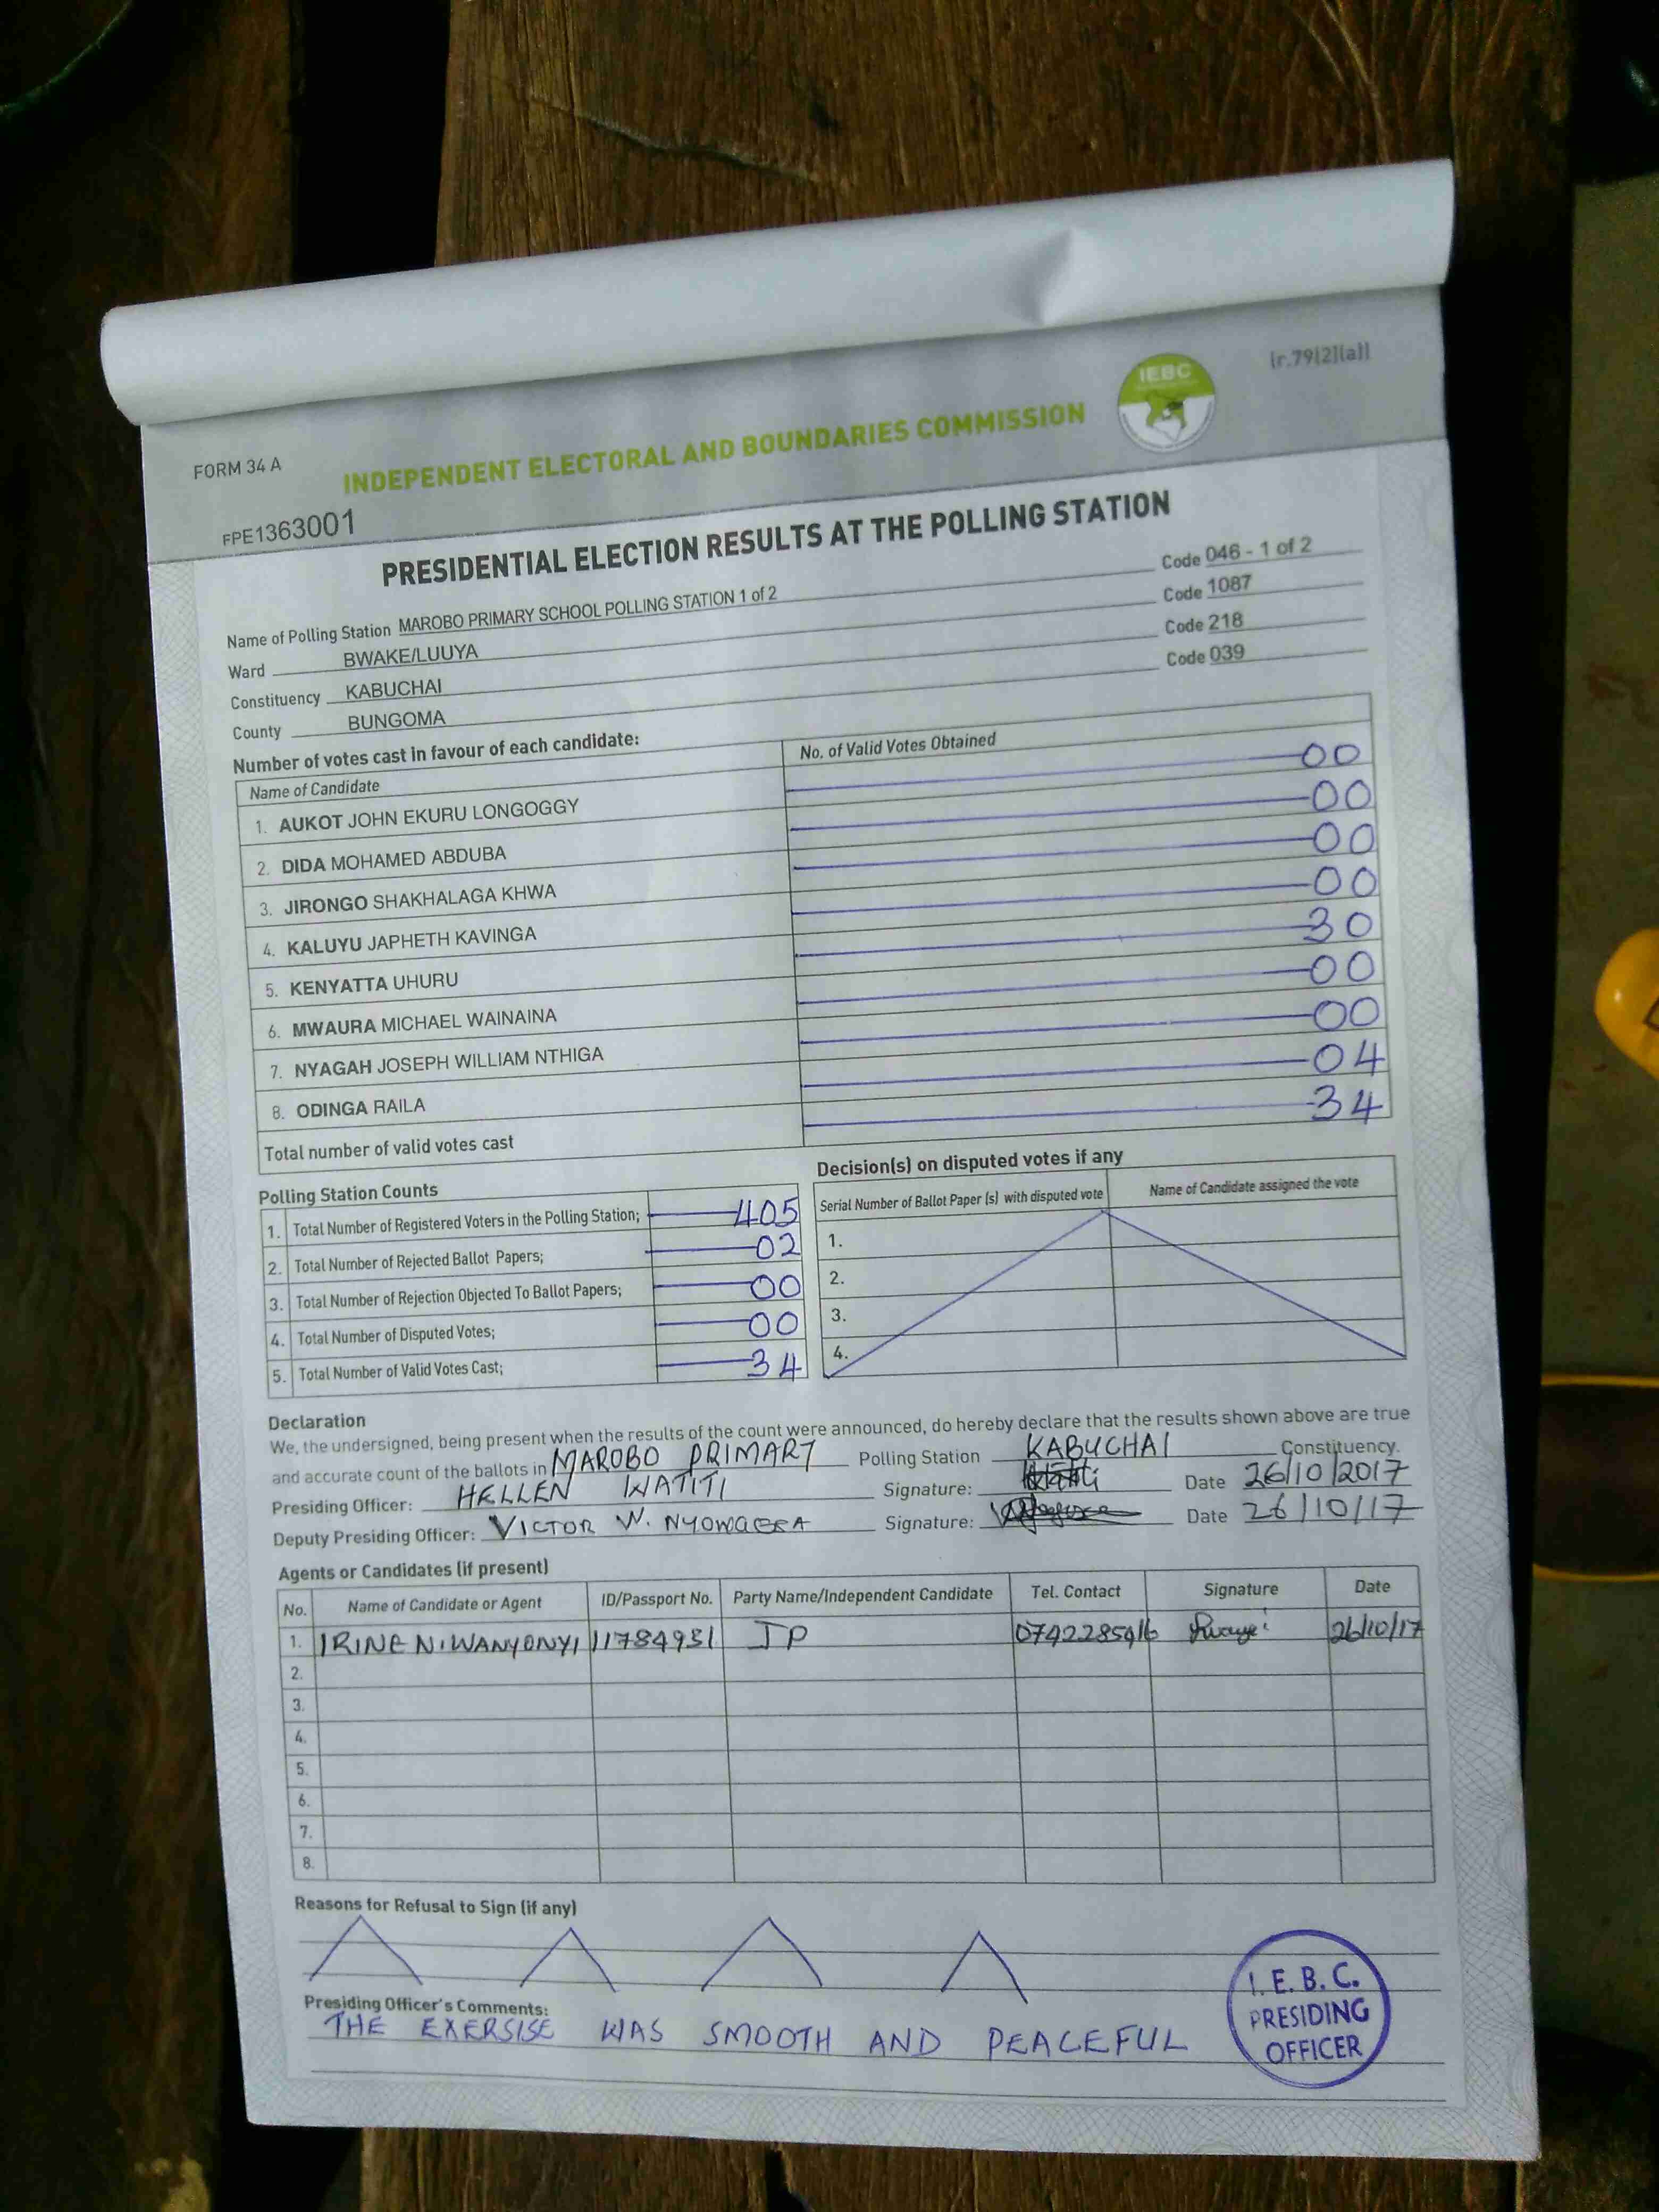 (r.79(2)(a))
IEBC
FORM 34 A
INDEPENDENT ELECTORAL AND BOUNDARIES COMMISSION
FPE1363001
PRESIDENTIAL ELECTION RESULTS AT THE POLLING STATION
Name of Polling Station MAROBO PRIMARY SCHOOL POLLING STATION 1 of 2 Code 046 - 1 of 2
Ward BWAKE/LUUYA Code 1087
Constituency KABUCHAI Code 218
County BUNGOMA Code 039
Number of votes cast in favour of each candidate:
Name of Candidate No. of Valid Votes Obtained
1. AUKOT JOHN EKURU LONGOGGY 00
2. DIDA MOHAMED ABDUBA 00
3. JIRONGO SHAKHALAGA KHWA 00
4. KALUYU JAPHETH KAVINGA 00
5. KENYATTA UHURU 30
6. MWAURA MICHAEL WAINAINA 00
7. NYAGAH JOSEPH WILLIAM NTHIGA 00
8. ODINGA RAILA 04
Total number of valid votes cast 34
Polling Station Counts
1. Total Number of Registered Voters in the Polling Station; 405
2. Total Number of Rejected Ballot Papers; 02
3. Total Number of Rejection Objected To Ballot Papers; 00
4. Total Number of Disputed Votes; 00
5. Total Number of Valid Votes Cast; 34
Decision(s) on disputed votes if any
Serial Number of Ballot Paper (s) with disputed vote Name of Candidate assigned the vote
1.
2.
3.
4.
Declaration
We, the undersigned, being present when the results of the count were announced, do hereby declare that the results shown above are true
and accurate count of the ballots in MAROBO PRIMARY Polling Station KABUCHAI Constituency.
Presiding Officer: HELLEN WATITI Signature: Date 26/10/2017
Deputy Presiding Officer: VICTOR W. Signature: Date 26/10/17
Agents or Candidates (if present)
No. Name of Candidate or Agent ID/Passport No. Party Name/Independent Candidate Tel. Contact Signature Date
1. IRINE N. WANYONYI 11784931 JP 0742285916 26/10/17
2.
3.
4.
5.
6.
7.
8.
Reasons for Refusal to Sign (if any)
Presiding Officer's Comments:
THE EXERSISE WAS SMOOTH AND PEACEFUL
I.E.B.C.
PRESIDING
OFFICER